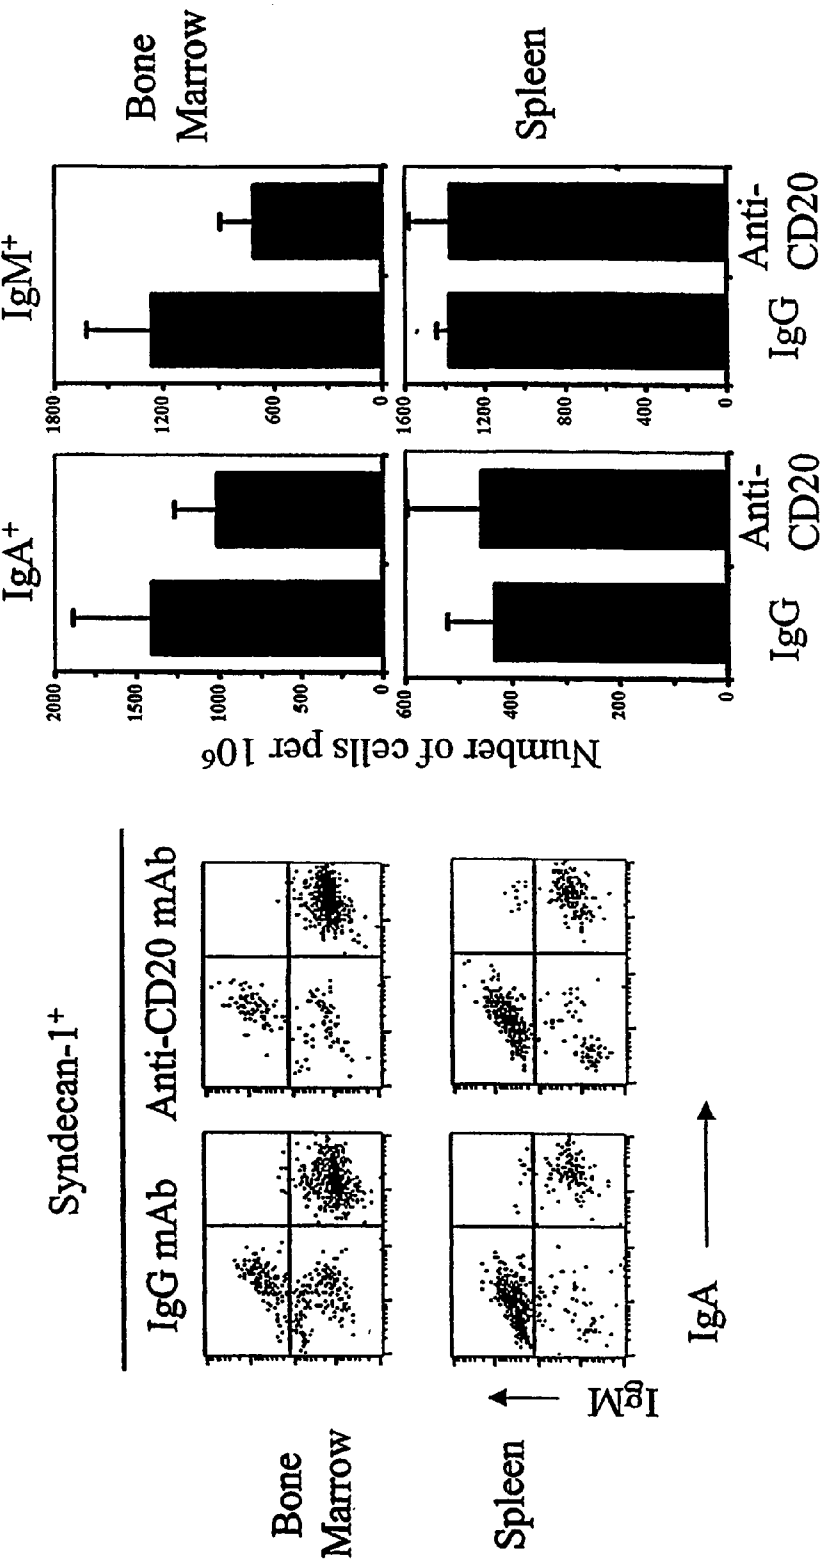 Syndecan-1+
IgG mAb Anti-CD20 mAb
Bone
Marrow
Spleen
IgM
IgA
IgA+ IgM+
Number of cells per 10⁶
2000
1500
1000
500
0
1800
1200
600
0
Bone
Marrow
600
400
200
0
1600
1200
800
400
0
Spleen
IgG Anti-
CD20
IgG Anti-
CD20